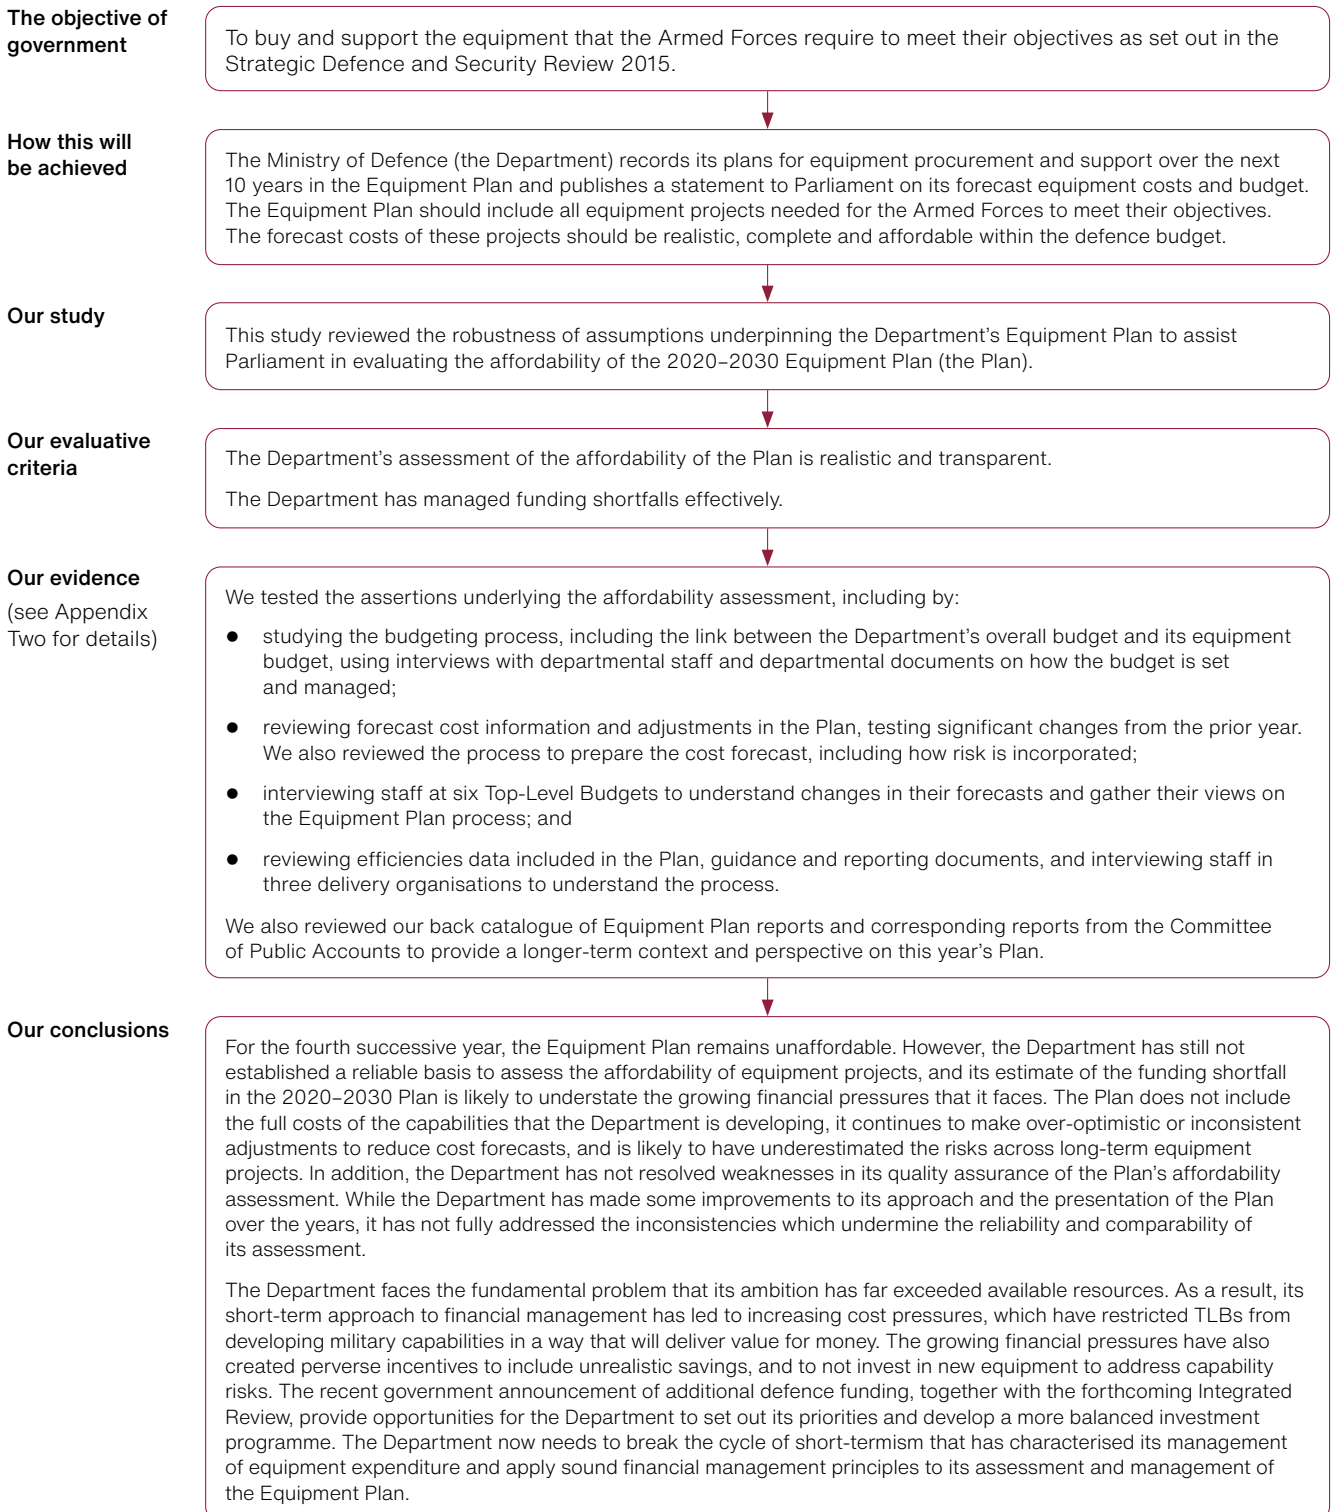 The objective of
government
To buy and support the equipment that the Armed Forces require to meet their objectives as set out in the
Strategic Defence and Security Review 2015.
How this will
be achieved
The Ministry of Defence (the Department) records its plans for equipment procurement and support over the next
10 years in the Equipment Plan and publishes a statement to Parliament on its forecast equipment costs and budget.
The Equipment Plan should include all equipment projects needed for the Armed Forces to meet their objectives.
The forecast costs of these projects should be realistic, complete and affordable within the defence budget.
Our study
This study reviewed the robustness of assumptions underpinning the Department's Equipment Plan to assist
Parliament in evaluating the affordability of the 2020–2030 Equipment Plan (the Plan).
Our evaluative
criteria
The Department's assessment of the affordability of the Plan is realistic and transparent.
The Department has managed funding shortfalls effectively.
Our evidence
(see Appendix
Two for details)
We tested the assertions underlying the affordability assessment, including by:
● studying the budgeting process, including the link between the Department's overall budget and its equipment
budget, using interviews with departmental staff and departmental documents on how the budget is set
and managed;
● reviewing forecast cost information and adjustments in the Plan, testing significant changes from the prior year.
We also reviewed the process to prepare the cost forecast, including how risk is incorporated;
● interviewing staff at six Top-Level Budgets to understand changes in their forecasts and gather their views on
the Equipment Plan process; and
● reviewing efficiencies data included in the Plan, guidance and reporting documents, and interviewing staff in
three delivery organisations to understand the process.
We also reviewed our back catalogue of Equipment Plan reports and corresponding reports from the Committee
of Public Accounts to provide a longer-term context and perspective on this year's Plan.
Our conclusions
For the fourth successive year, the Equipment Plan remains unaffordable. However, the Department has still not
established a reliable basis to assess the affordability of equipment projects, and its estimate of the funding shortfall
in the 2020–2030 Plan is likely to understate the growing financial pressures that it faces. The Plan does not include
the full costs of the capabilities that the Department is developing, it continues to make over-optimistic or inconsistent
adjustments to reduce cost forecasts, and is likely to have underestimated the risks across long-term equipment
projects. In addition, the Department has not resolved weaknesses in its quality assurance of the Plan's affordability
assessment. While the Department has made some improvements to its approach and the presentation of the Plan
over the years, it has not fully addressed the inconsistencies which undermine the reliability and comparability of
its assessment.
The Department faces the fundamental problem that its ambition has far exceeded available resources. As a result, its
short-term approach to financial management has led to increasing cost pressures, which have restricted TLBs from
developing military capabilities in a way that will deliver value for money. The growing financial pressures have also
created perverse incentives to include unrealistic savings, and to not invest in new equipment to address capability
risks. The recent government announcement of additional defence funding, together with the forthcoming Integrated
Review, provide opportunities for the Department to set out its priorities and develop a more balanced investment
programme. The Department now needs to break the cycle of short-termism that has characterised its management
of equipment expenditure and apply sound financial management principles to its assessment and management of
the Equipment Plan.